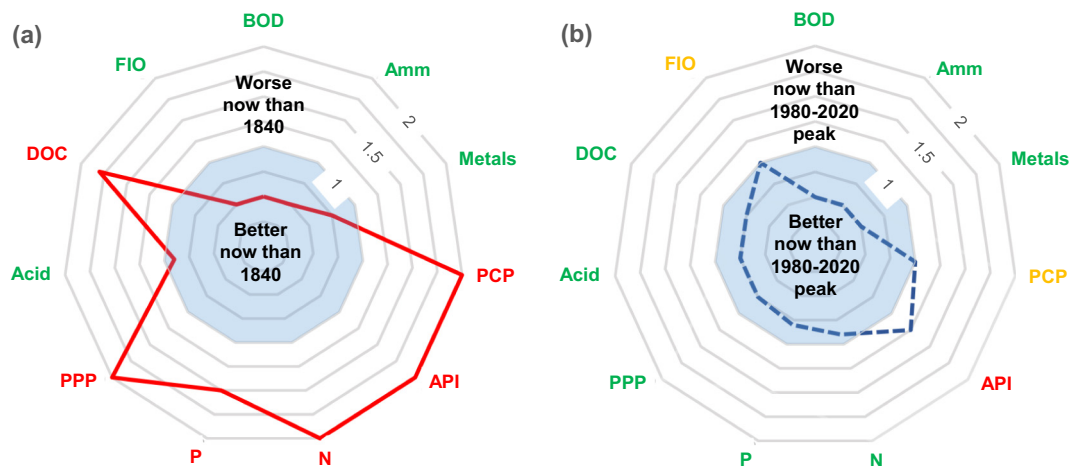 (a)
BOD
FIO
Amm
Worse
now than
1840
2
1.5
DOC
Metals
1
Better
now than
1840
Acid
PCP
PPP
API
P
N
(b)
BOD
FIO
Amm
Worse
now than
1980-2020
peak
2
1.5
DOC
Metals
1
Better
now than
1980-2020
peak
Acid
PCP
PPP
API
P
N